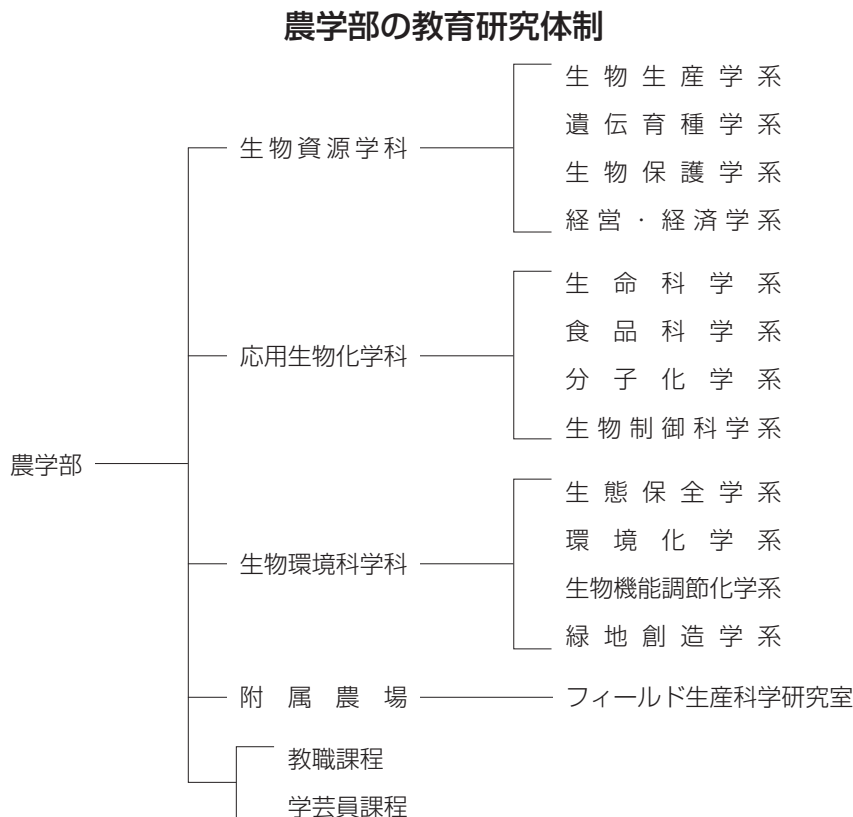 農学部の教育研究体制
農学部
生物資源学科
生物生産学系
遺伝育種学系
生物保護学系
経営・経済学系
応用生物化学科
生命科学系
食品科学系
分子化学系
生物制御科学系
生物環境科学科
生態保全学系
環境化学系
生物機能調節化学系
緑地創造学系
附属農場
フィールド生産科学研究室
教職課程
学芸員課程